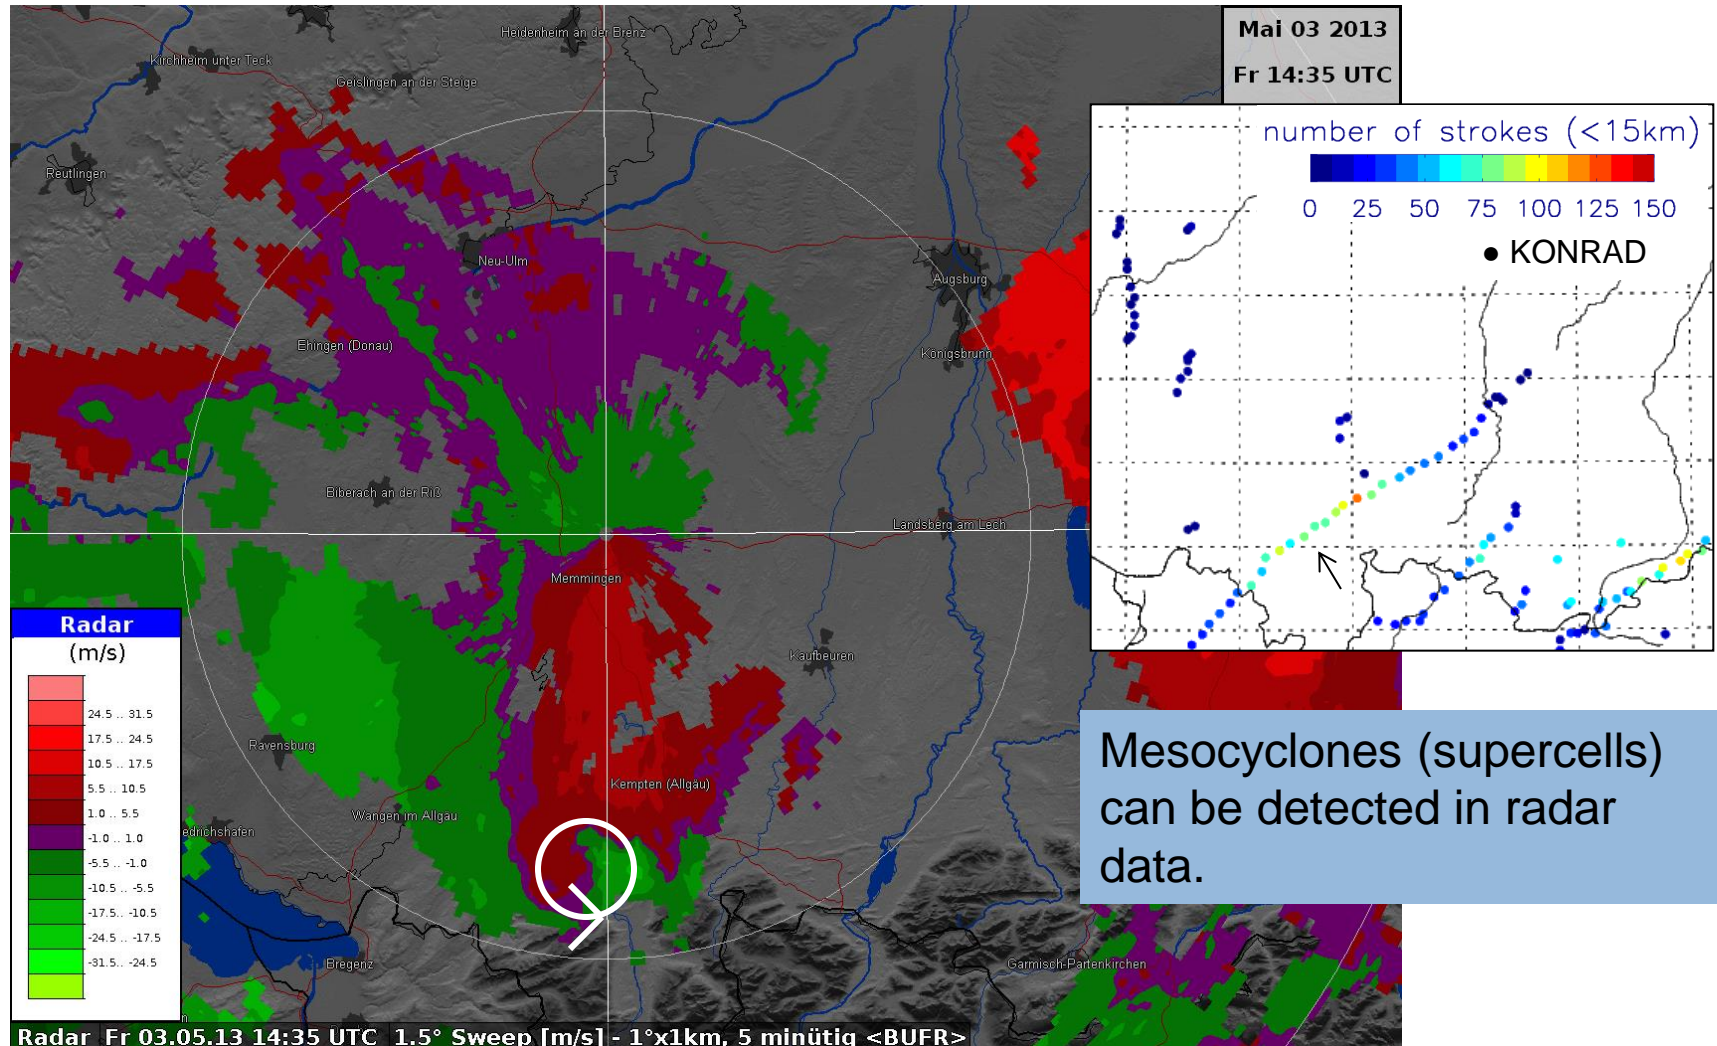 Heidenheim an der Brenz
Mai 03 2013
Fr 14:35 UTC
Kirchheim unter Teck
Geislingen an der Steige
Reutlingen
Neu-Ulm
Augsburg
Ehingen (Donau)
Königsbrunn
Biberach an der Riß
Landsberg am Lech
Memmingen
Kaufbeuren
Ravensburg
Kempten (Allgäu)
Wangen im Allgäu
edrichshafen
Bregenz
Garmisch-Partenkirchen
n
number of strokes (<15km)
0 25 50 75 100 125 150
● KONRAD
Radar
(m/s)
24.5 .. 31.5
17.5 .. 24.5
10.5 .. 17.5
5.5 .. 10.5
1.0 .. 5.5
-1.0 .. 1.0
-5.5 .. -1.0
-10.5 .. -5.5
-17.5.. -10.5
-24.5 .. -17.5
-31.5.. -24.5
Mesocyclones (supercells)
can be detected in radar
data.
Radar Fr 03.05.13 14:35 UTC 1.5° Sweep [m/s] - 1°x1km, 5 minütig <BUFR>